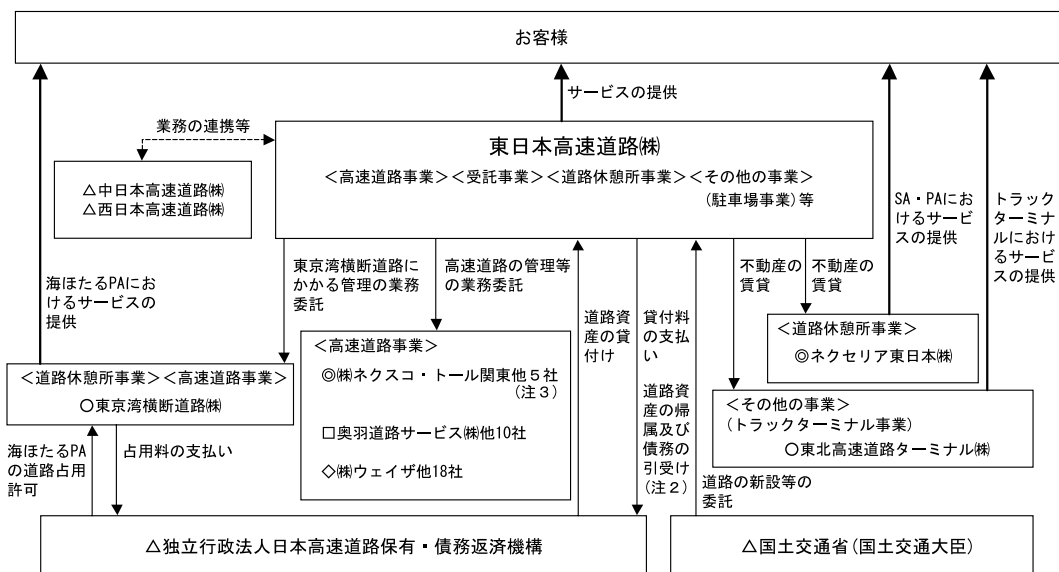 お客様
サービスの提供
業務の連携等
東日本高速道路㈱
＜高速道路事業＞＜受託事業＞＜道路休憩所事業＞＜その他の事業＞
(駐車場事業)等
△中日本高速道路㈱
△西日本高速道路㈱
SA・PAにお
けるサービ
スの提供
トラック
ターミナ
ルにおけ
るサービ
スの提供
海ほたるPAに
おけるサービスの
提供
東京湾横断道路に
かかる管理の業務
委託
高速道路の管理等
の業務委託
道路資
産の貸
付け
貸付料
の支払
い
道路資
産の帰
属及び
債務の
引受け
(注２)
不動産の
賃貸
不動産の
賃貸
＜道路休憩所事業＞
◎ネクセリア東日本㈱
＜高速道路事業＞
◎㈱ネクスコ・トール関東他５社
(注３)
□奥羽道路サービス㈱他10社
◇㈱ウェイザ他18社
＜道路休憩所事業＞＜高速道路事業＞
○東京湾横断道路㈱
＜その他の事業＞
(トラックターミナル事業)
○東北高速道路ターミナル㈱
海ほたるPA
の道路占用
許可
占用料の支払い
道路の新設等の
委託
△独立行政法人日本高速道路保有・債務返済機構
△国土交通省(国土交通大臣)